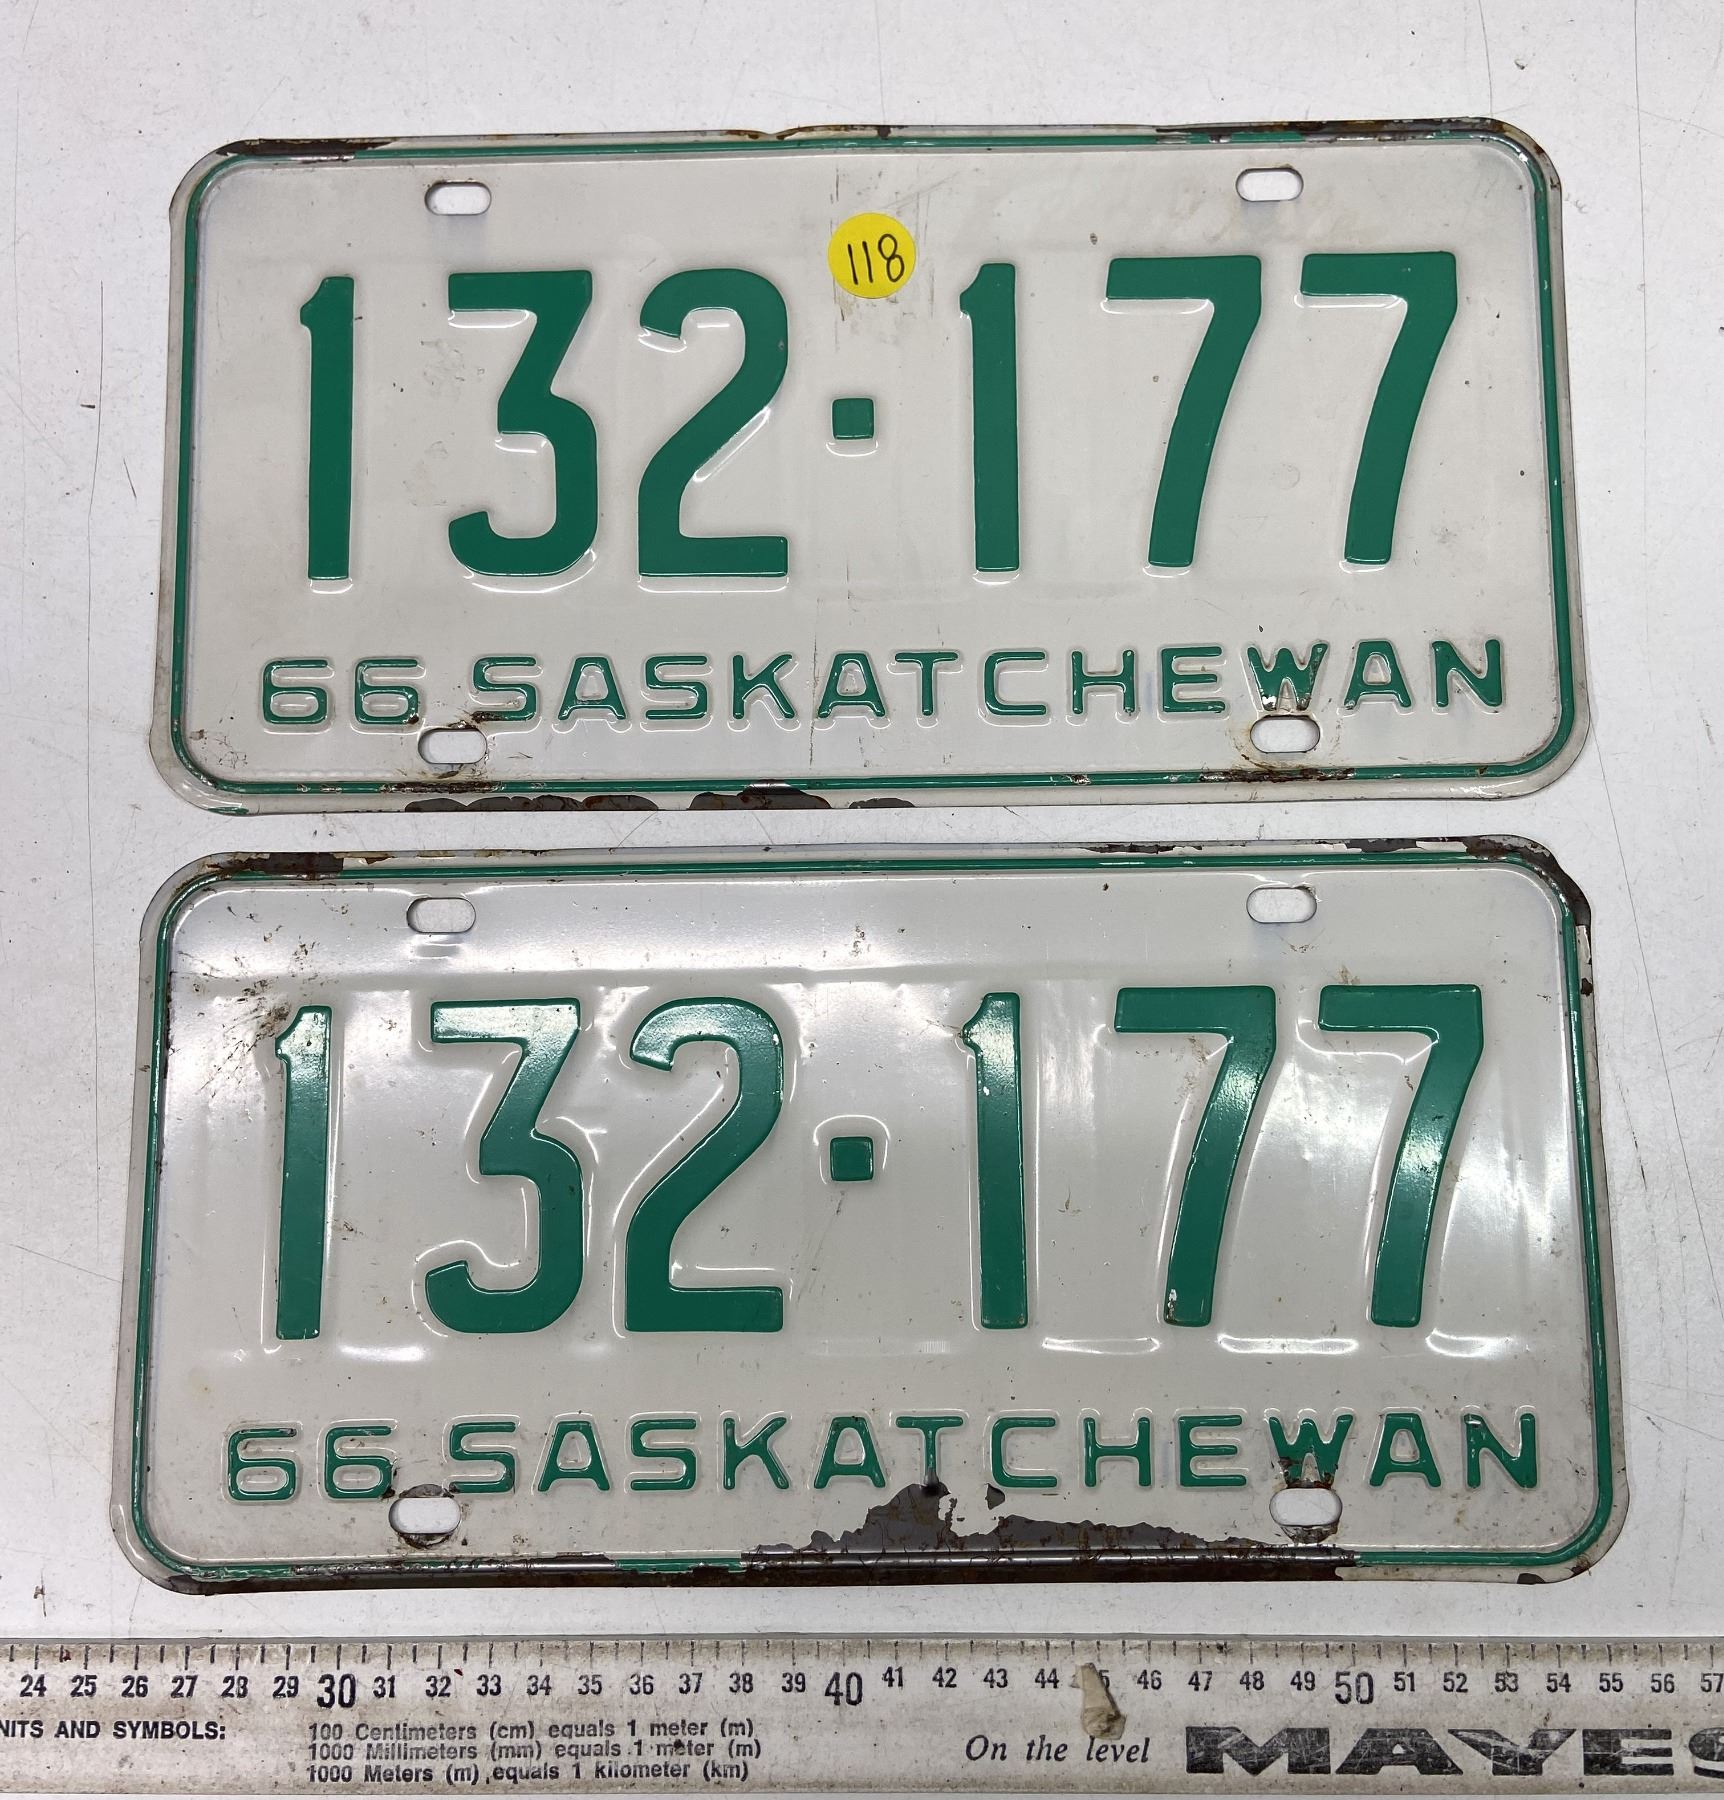 118
132·177
66 SASKATCHEWAN
132·177
66 SASKATCHEWAN
24 25 26 27 28 29 30 31 32 33 34 35 36 37 38 39 40 41 42 43 44 45 46 47 48 49 50 51 52 53 54 55 56 57
NITS AND SYMBOLS:
100 Centimeters (cm) equals 1 meter (m)
1000 Millimeters (mm) equals 1 meter (m)
1000 Meters (m) equals 1 kilometer (km)
On the level MAYES